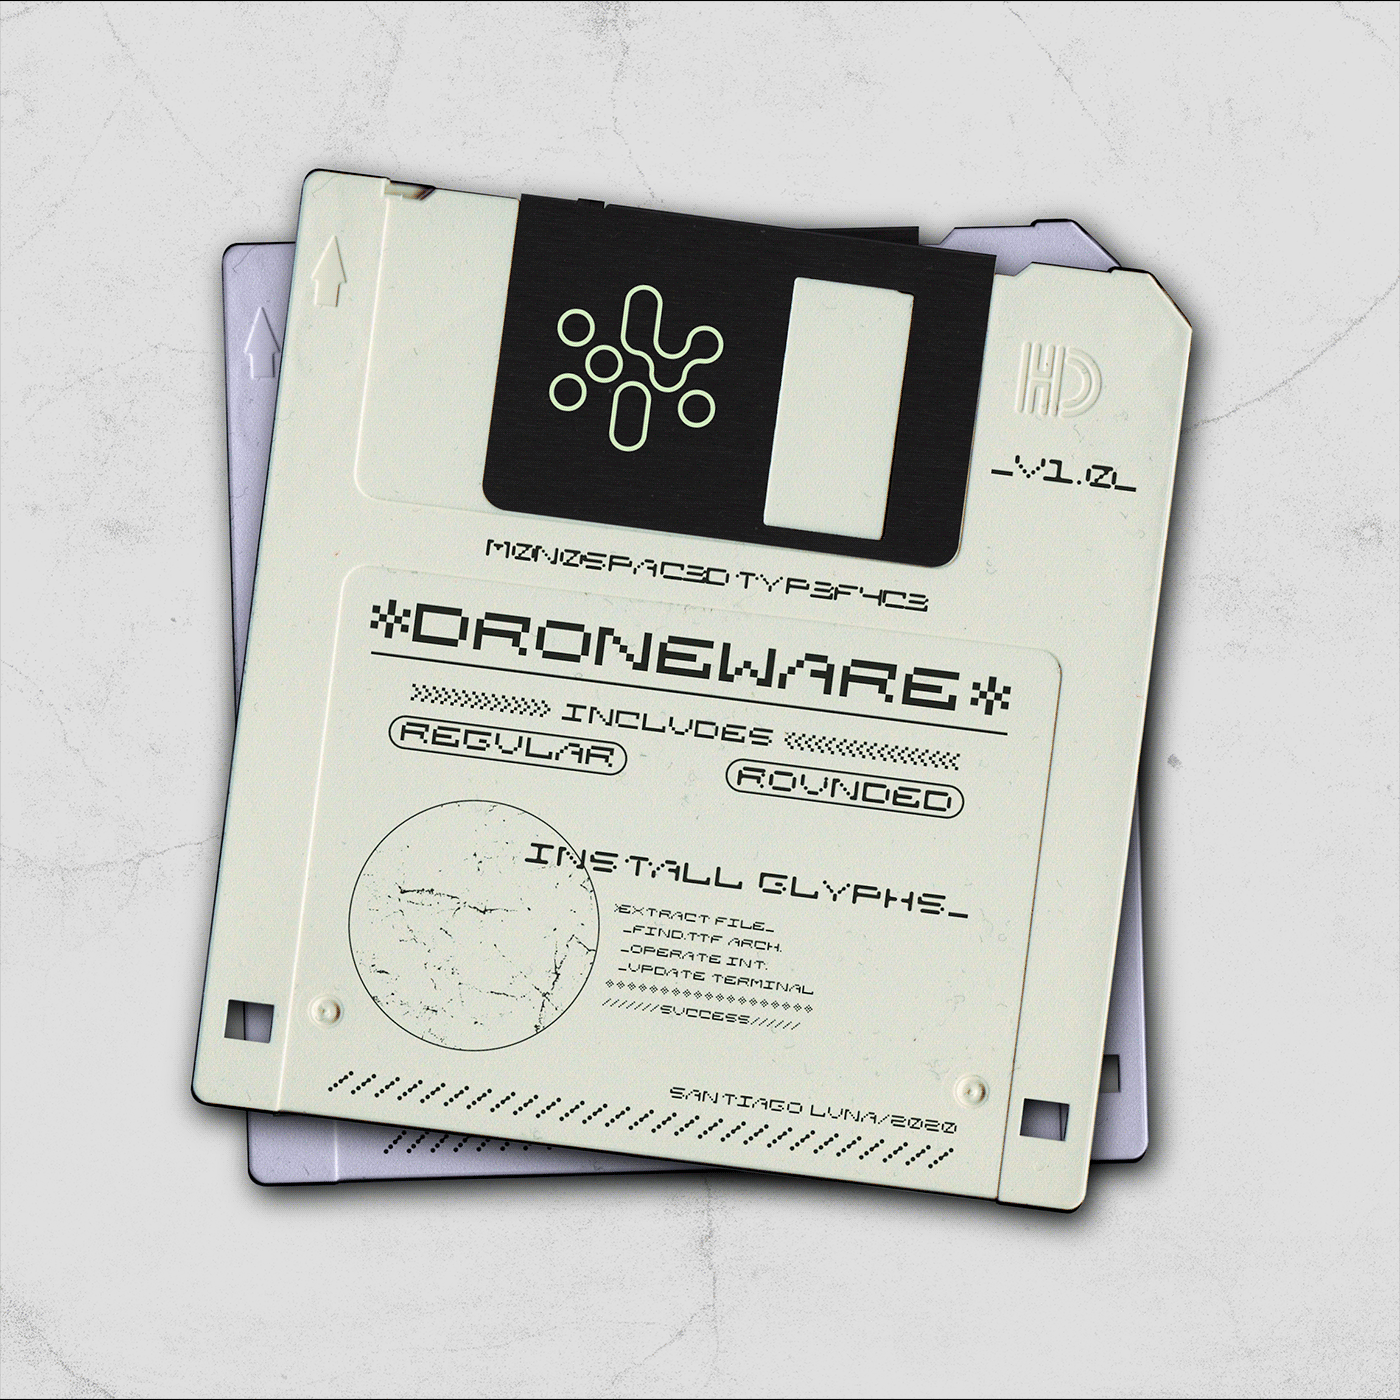 HD
_V1.0_
M0N0SPAC3D TYP3F4C3
*DRONEWARE*
>>>>>>>>>>>> INCLUDES <<<<<<<<<<<<<<<
REGULAR
ROUNDED
INSTALL GLYPHS_
>EXTRACT FILE_
_FIND.TTF ARCH.
_OPERATE INT.
_UPDATE TERMINAL
///////SUCCESS//////
SANTIAGO LUNA/2020